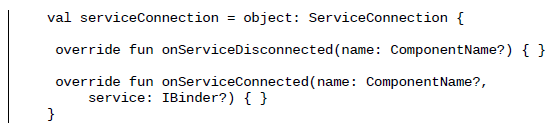 val serviceConnection = object: ServiceConnection {
override fun onServiceDisconnected(name: ComponentName?) { }
override fun onServiceConnected(name: ComponentName?,
service: IBinder?) { }
}